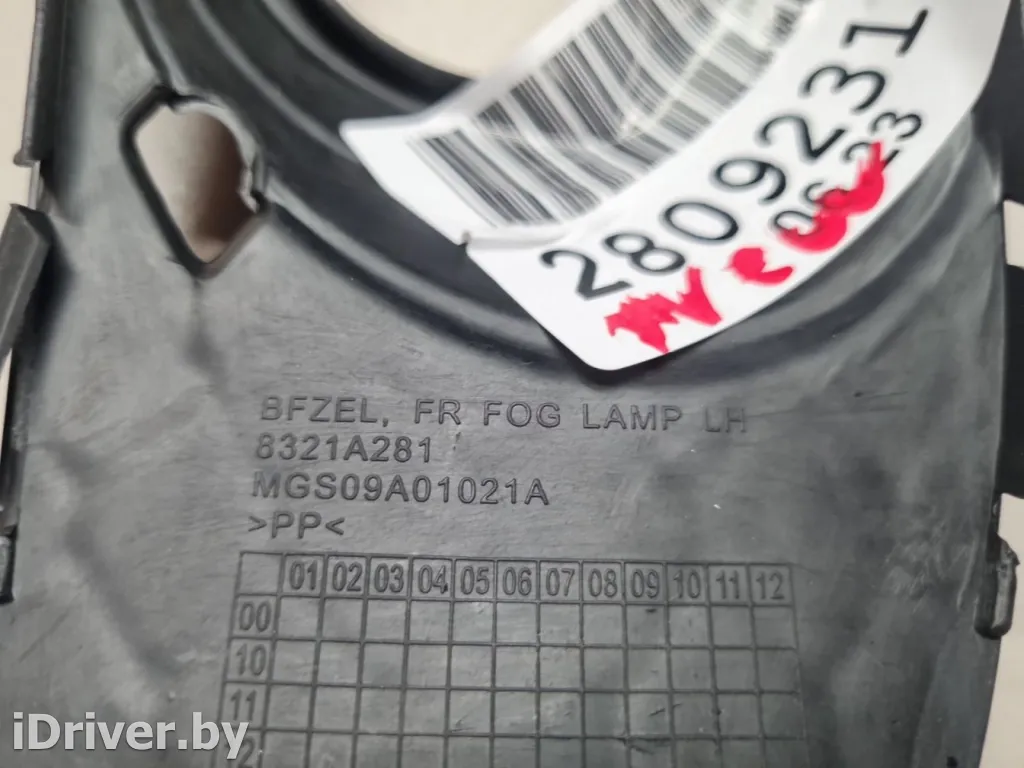 2809231
BFZEL, FR FOG LAMP LH
8321A281
MGS09A01021A
>PP<
01 02 03 04 05 06 07 08 09 10 11 12
00
10
11
iDriver.by